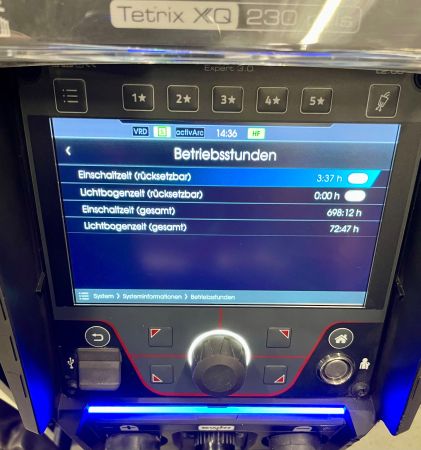 Tetrix XQ 230
Expert 3.0
1★ 2★ 3★ 4★ 5★
VRD activArc 14:36 HF
Betriebsstunden
Einschaltzeit (rücksetzbar) 3:37 h
Lichtbogenzeit (rücksetzbar) 0:00 h
Einschaltzeit (gesamt) 698:12 h
Lichtbogenzeit (gesamt) 72:47 h
System > Systeminformationen > Betriebsstunden